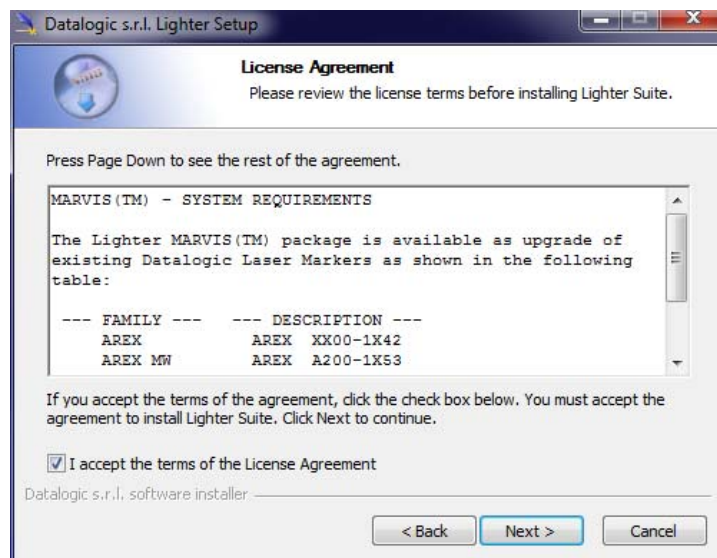 Datalogic s.r.l. Lighter Setup
License Agreement
Please review the license terms before installing Lighter Suite.
Press Page Down to see the rest of the agreement.
MARVIS(TM) - SYSTEM REQUIREMENTS
The Lighter MARVIS(TM) package is available as upgrade of
existing Datalogic Laser Markers as shown in the following
table:
--- FAMILY --- --- DESCRIPTION ---
AREX AREX XX00-1X42
AREX MW AREX A200-1X53
If you accept the terms of the agreement, click the check box below. You must accept the
agreement to install Lighter Suite. Click Next to continue.
I accept the terms of the License Agreement
Datalogic s.r.l. software installer
< Back Next > Cancel